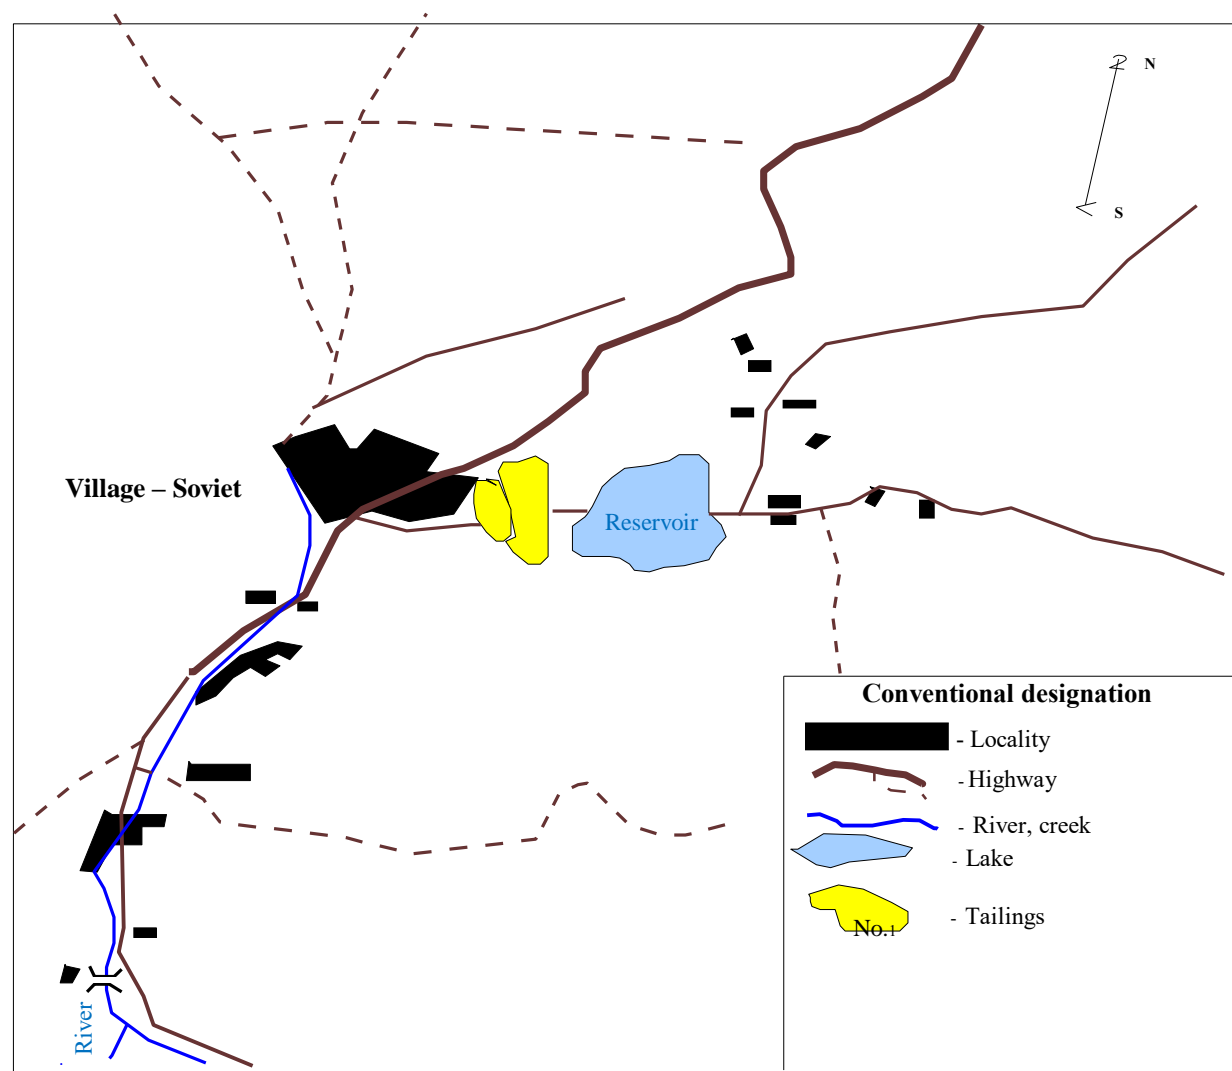 N
S
Village – Soviet
Reservoir
Conventional designation
- Locality
- Highway
- River, creek
- Lake
- Tailings
No.1
River